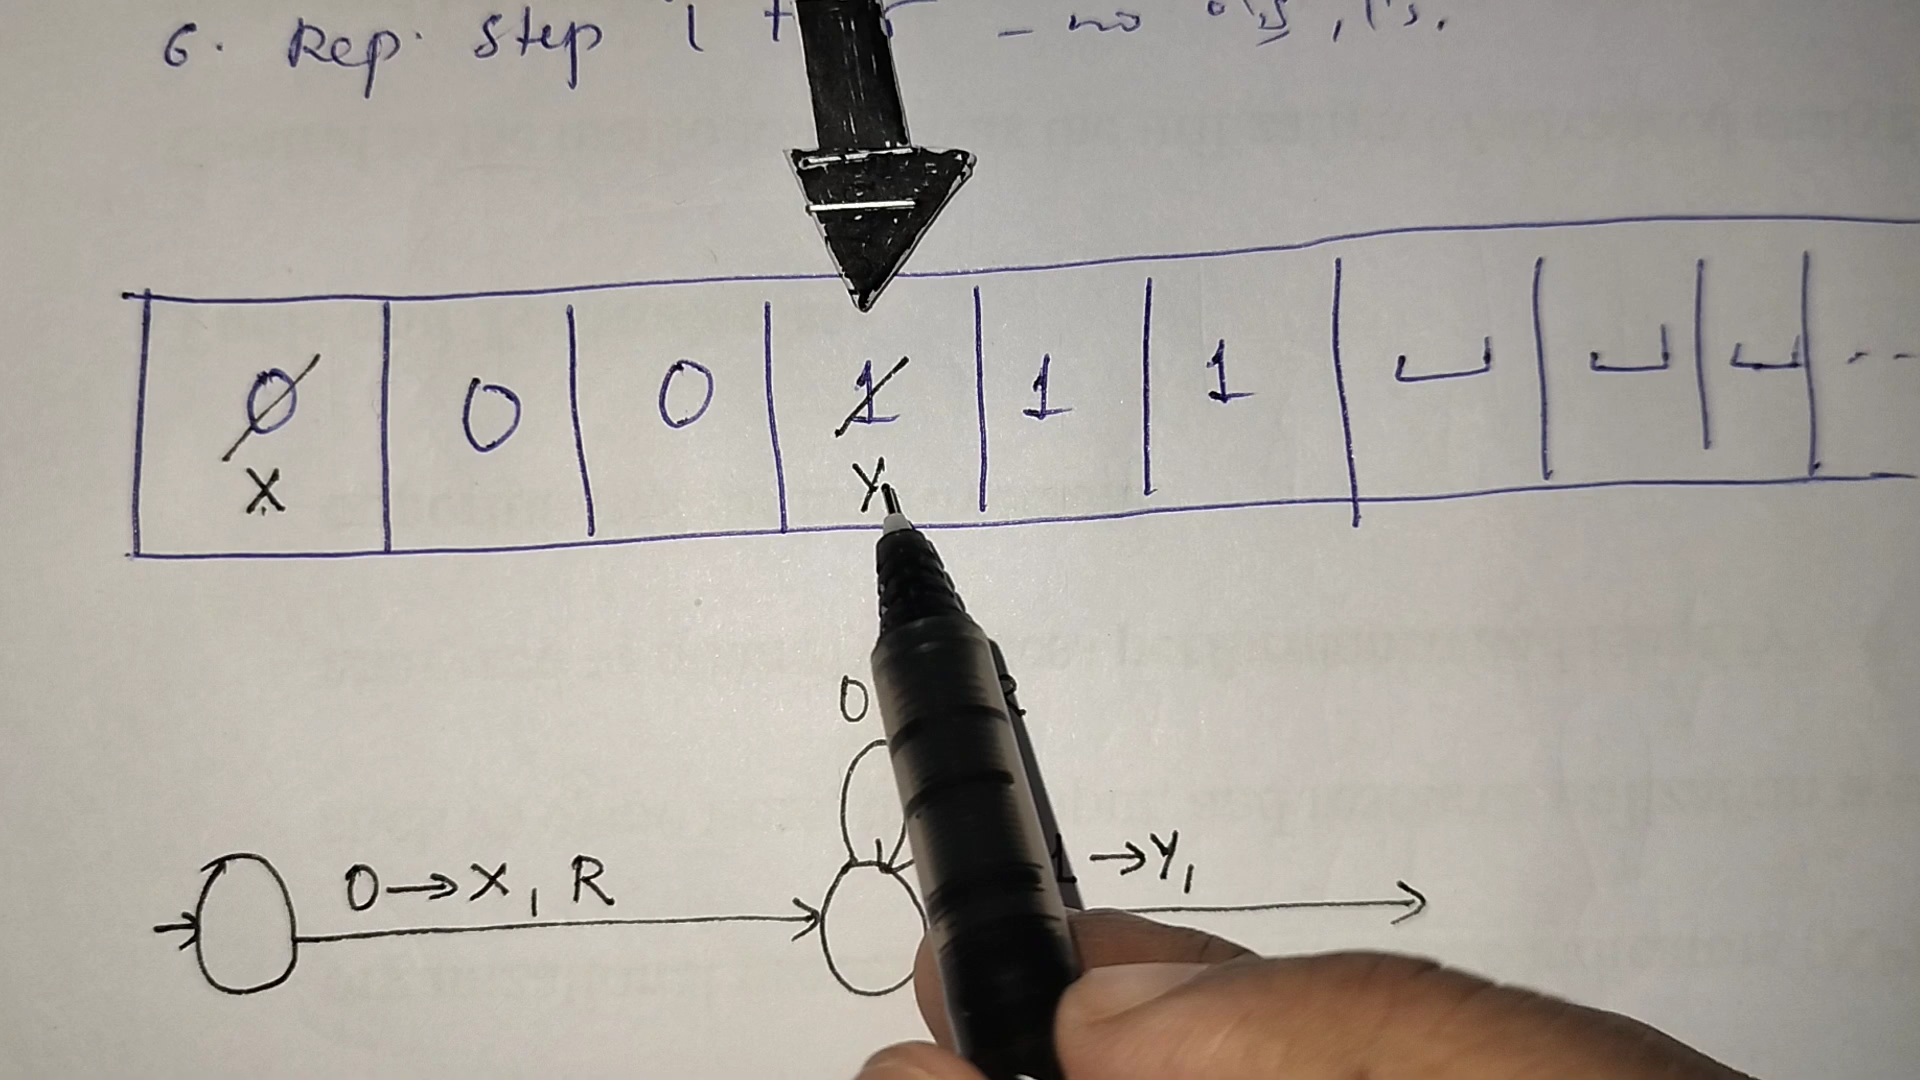 6. Rep. Step 1
0 0 0 1 1 1 ⊔ ⊔ ⊔ --
X Y
0
0→X, R →Y,